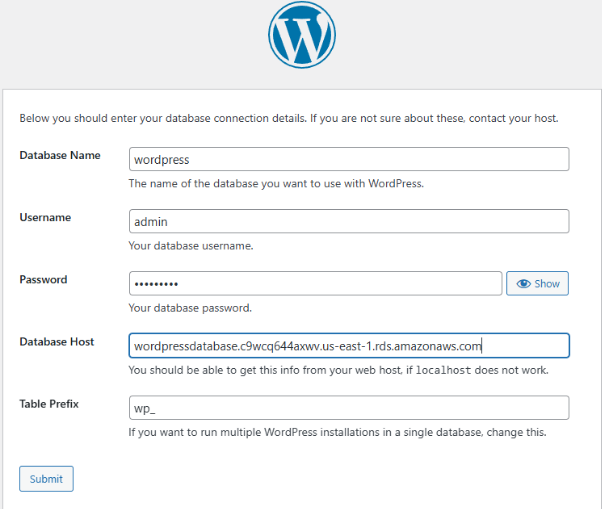 Below you should enter your database connection details. If you are not sure about these, contact your host.
Database Name
wordpress
The name of the database you want to use with WordPress.
Username
admin
Your database username.
Password
•••••••••
Show
Your database password.
Database Host
wordpressdatabase.c9wcq644axwv.us-east-1.rds.amazonaws.com
You should be able to get this info from your web host, if localhost does not work.
Table Prefix
wp_
If you want to run multiple WordPress installations in a single database, change this.
Submit